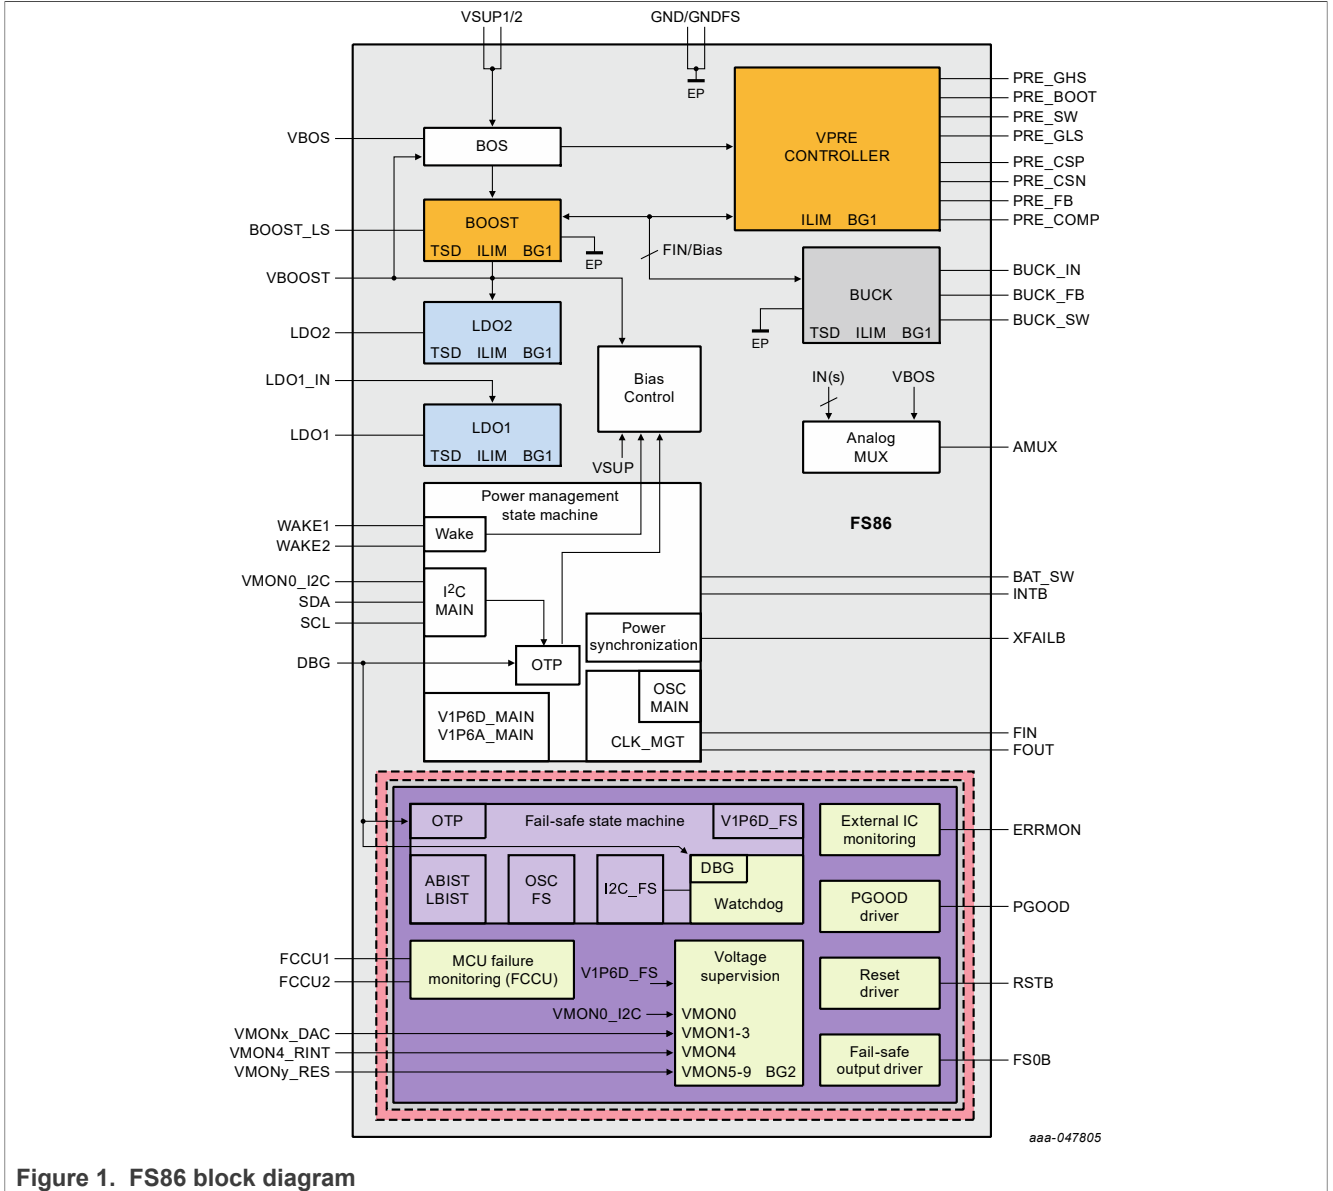 VSUP1/2
GND/GNDFS
EP
VBOS
BOS
VPRE
CONTROLLER
ILIM BG1
PRE_GHS
PRE_BOOT
PRE_SW
PRE_GLS
PRE_CSP
PRE_CSN
PRE_FB
PRE_COMP
BOOST_LS
BOOST
TSD ILIM BG1
EP
FIN/Bias
VBOOST
BUCK
TSD ILIM BG1
EP
BUCK_IN
BUCK_FB
BUCK_SW
LDO2
LDO2
TSD ILIM BG1
LDO1_IN
LDO1
LDO1
TSD ILIM BG1
Bias
Control
VSUP
IN(s)
VBOS
Analog
MUX
AMUX
FS86
Power management
state machine
WAKE1
WAKE2
Wake
VMON0_I2C
SDA
SCL
I2C
MAIN
DBG
OTP
Power
synchronization
OSC
MAIN
CLK_MGT
V1P6D_MAIN
V1P6A_MAIN
BAT_SW
INTB
XFAILB
FIN
FOUT
OTP
Fail-safe state machine
V1P6D_FS
ABIST
LBIST
OSC
FS
I2C_FS
DBG
Watchdog
External IC
monitoring
ERRMON
PGOOD
driver
PGOOD
FCCU1
FCCU2
MCU failure
monitoring (FCCU)
V1P6D_FS
VMON0_I2C
Voltage
supervision
VMON0
VMON1-3
VMON4
VMON5-9 BG2
VMONx_DAC
VMON4_RINT
VMONy_RES
Reset
driver
RSTB
Fail-safe
output driver
FS0B
aaa-047805
Figure 1. FS86 block diagram